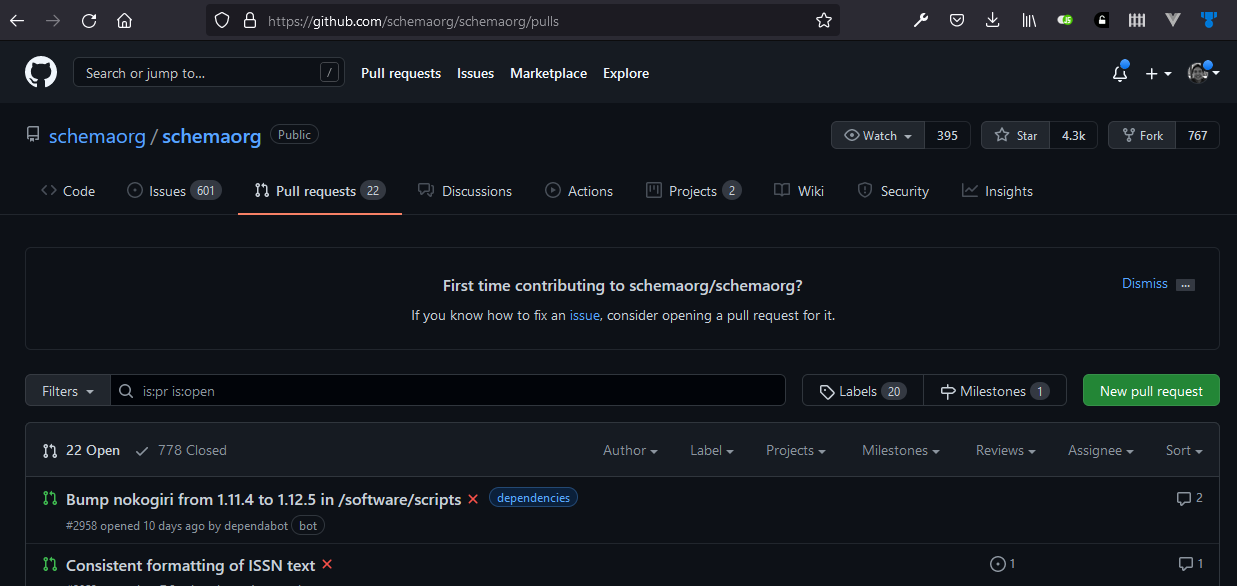 https://github.com/schemaorg/schemaorg/pulls
JS
Search or jump to... /
Pull requests
Issues
Marketplace
Explore
schemaorg / schemaorg Public
Watch 395
Star 4.3k
Fork 767
Code
Issues 601
Pull requests 22
Discussions
Actions
Projects 2
Wiki
Security
Insights
First time contributing to schemaorg/schemaorg?
Dismiss ...
If you know how to fix an issue, consider opening a pull request for it.
Filters
is:pr is:open
Labels 20
Milestones 1
New pull request
22 Open
778 Closed
Author
Label
Projects
Milestones
Reviews
Assignee
Sort
Bump nokogiri from 1.11.4 to 1.12.5 in /software/scripts dependencies
2
#2958 opened 10 days ago by dependabot bot
Consistent formatting of ISSN text
1
1